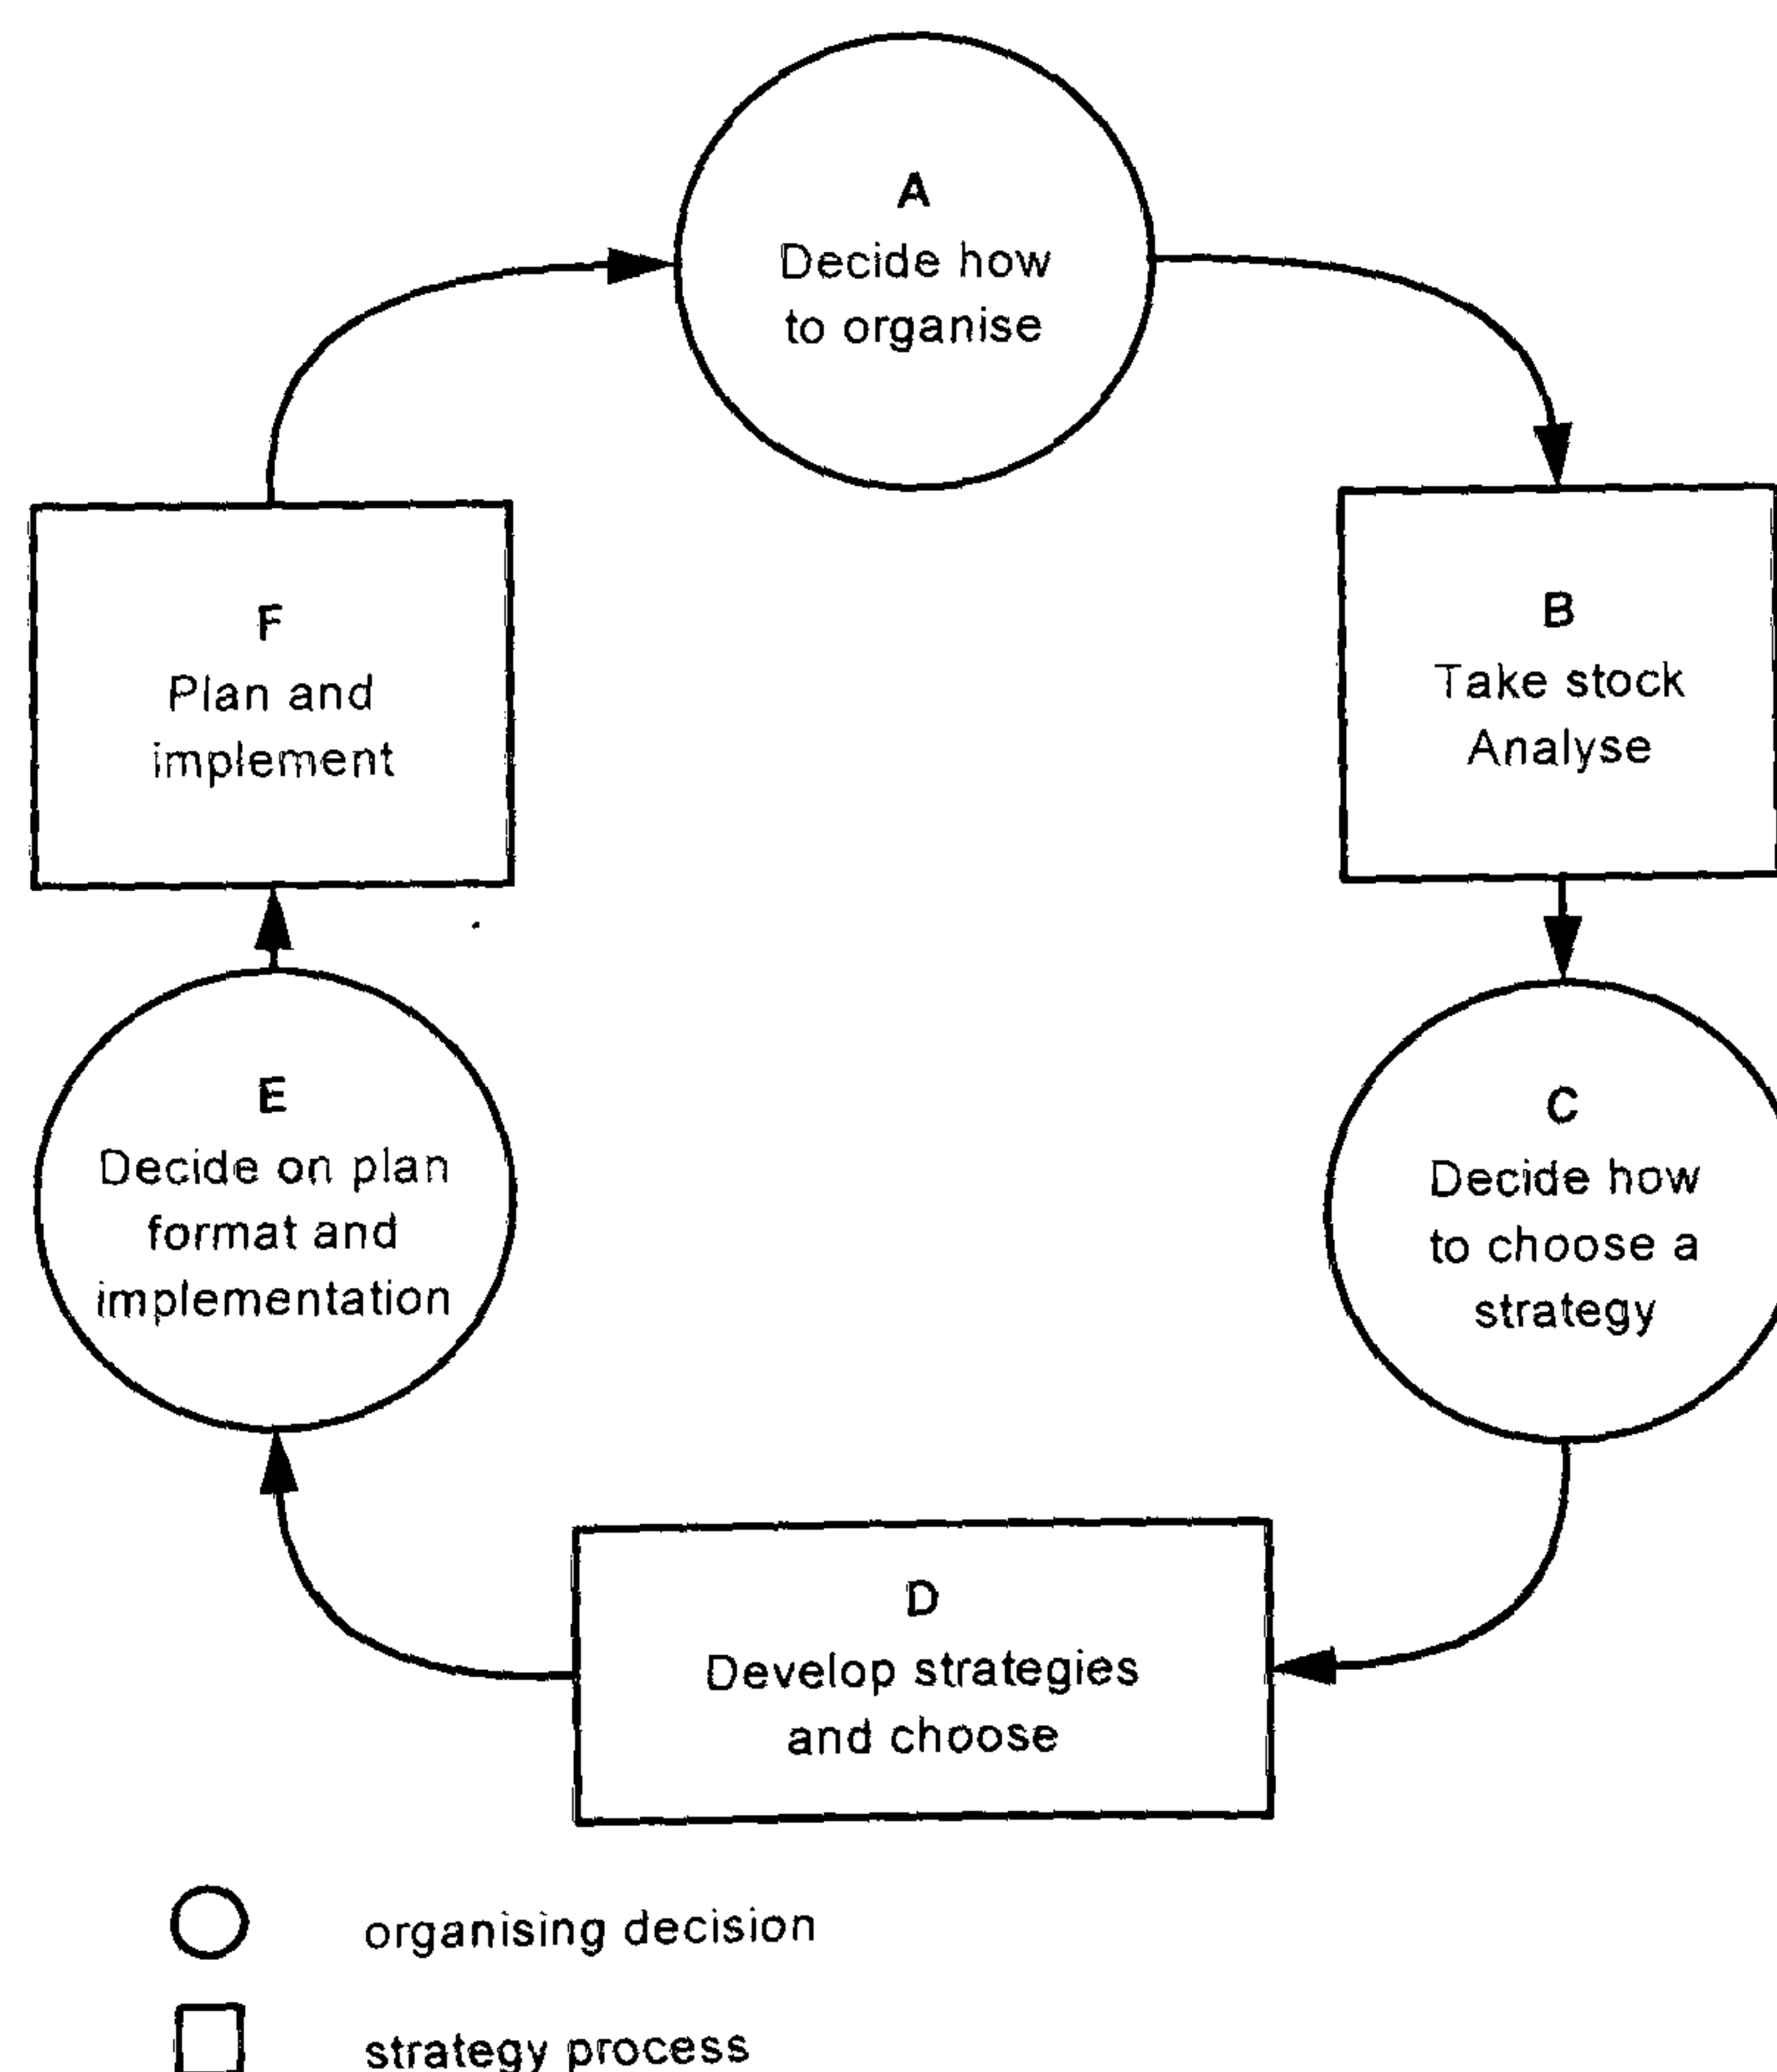 A
Decide how
to organise
B
Take stock
Analyse
C
Decide how
to choose a
strategy
D
Develop strategies
and choose
E
Decide on plan
format and
implementation
F
Plan and
implement
organising decision
strategy process